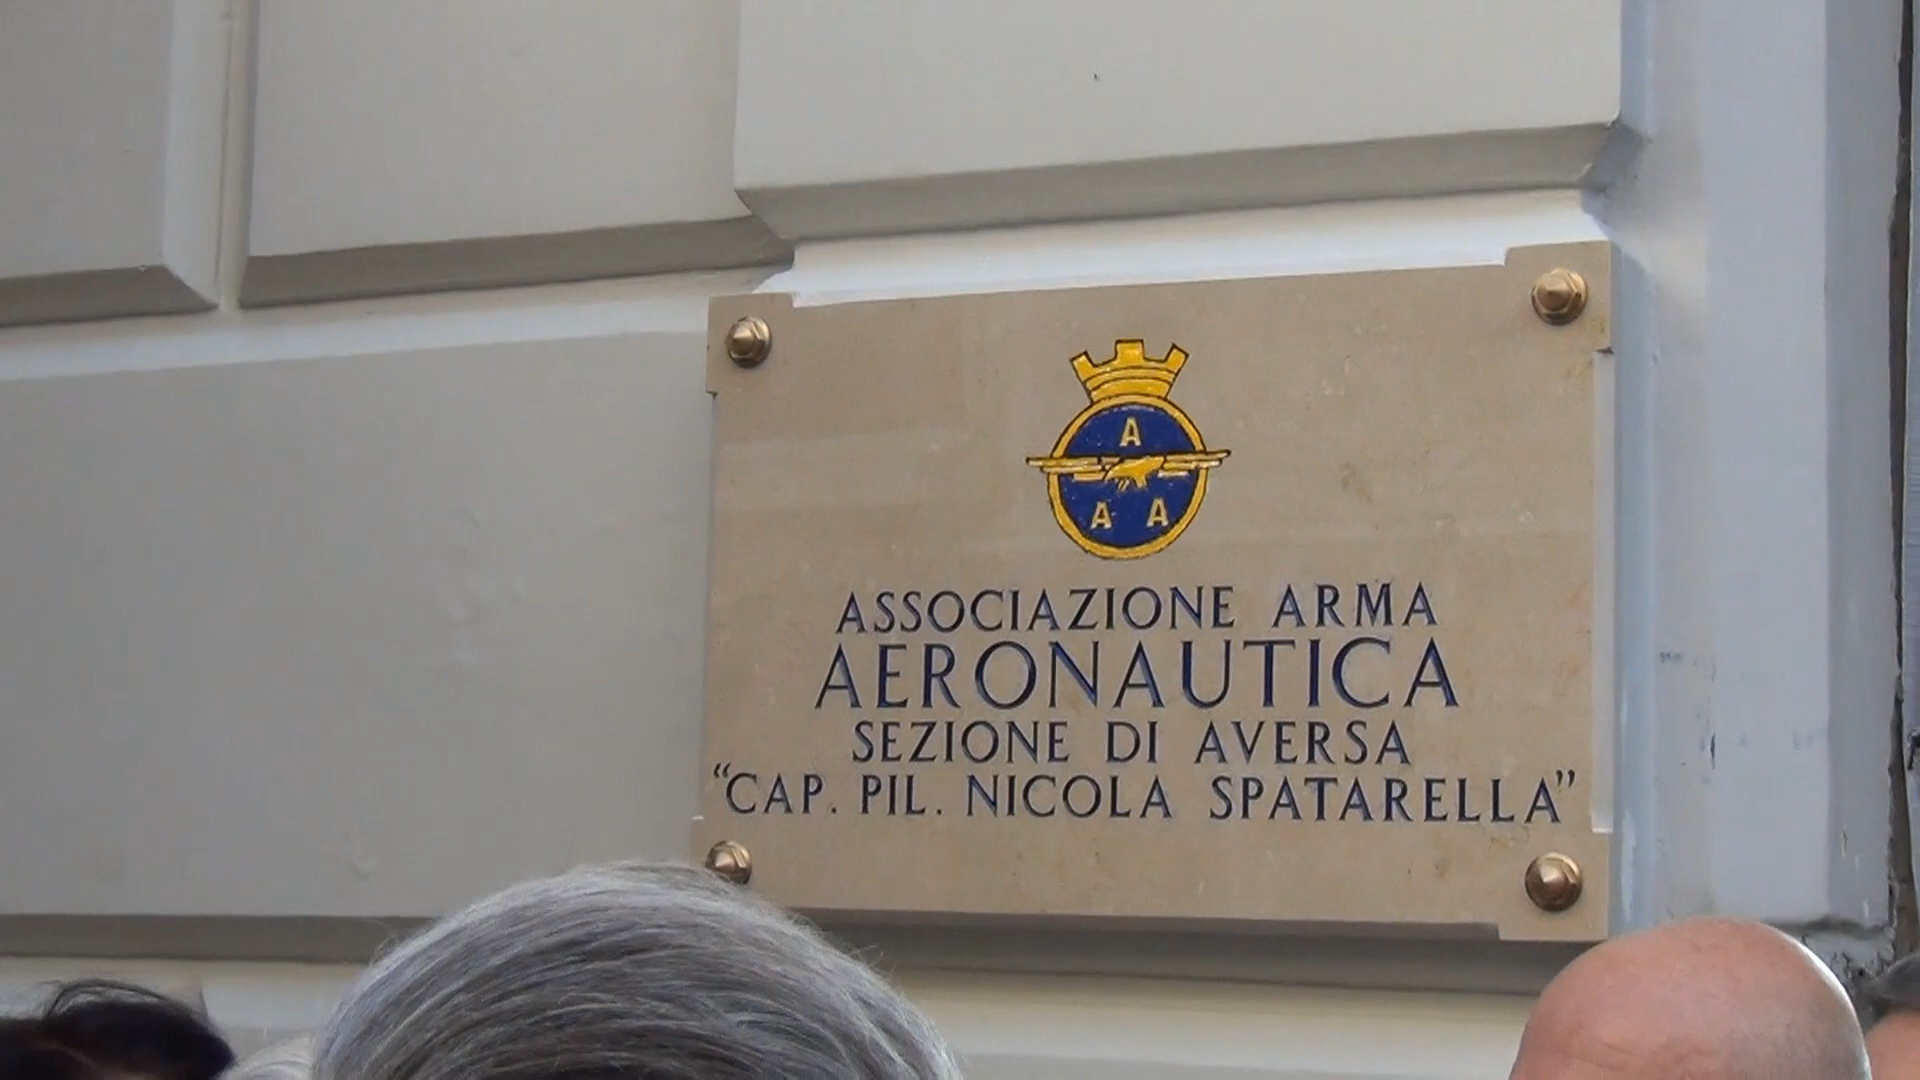 A
A A
ASSOCIAZIONE ARMA
AERONAUTICA
SEZIONE DI AVERSA
"CAP. PIL. NICOLA SPATARELLA"